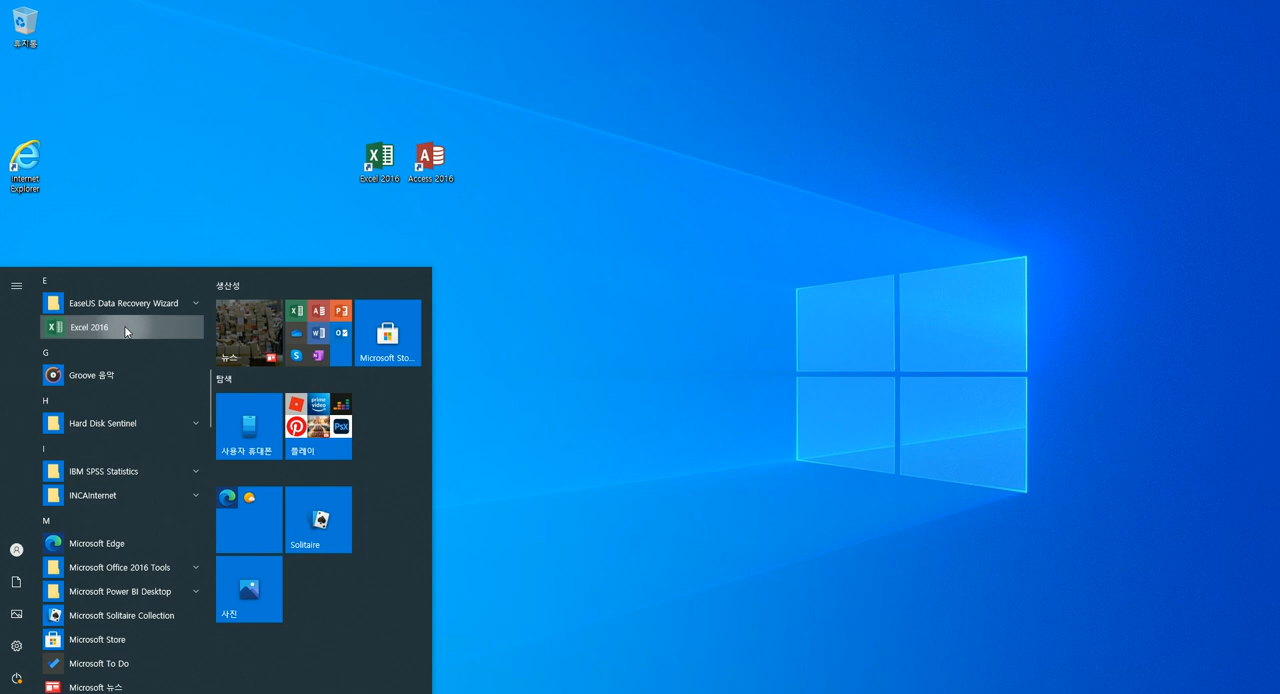 휴지통
Internet
Explorer
Excel 2016
Access 2016
E
EaseUS Data Recovery Wizard
Excel 2016
G
Groove 음악
H
Hard Disk Sentinel
I
IBM SPSS Statistics
INCAInternet
M
Microsoft Edge
Microsoft Office 2016 Tools
Microsoft Power BI Desktop
Microsoft Solitaire Collection
Microsoft Store
Microsoft To Do
Microsoft 뉴스
생산성
뉴스
Microsoft Sto...
탐색
사용자 휴대폰
플레이
prime video
PSX
Solitaire
사진